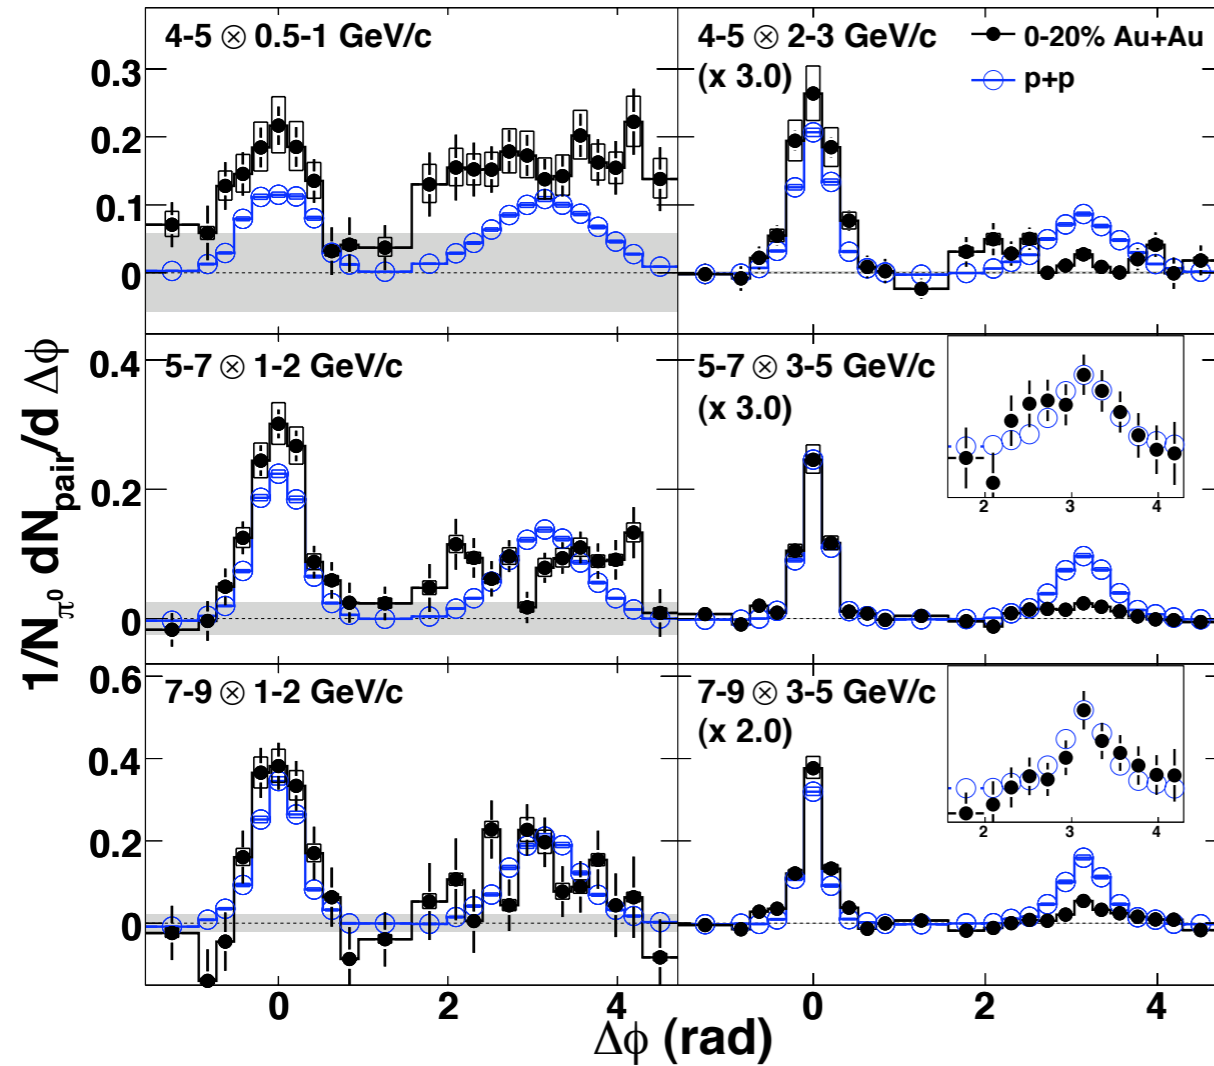 4-5 ⊗ 0.5-1 GeV/c
4-5 ⊗ 2-3 GeV/c
(x 3.0)
0-20% Au+Au
p+p
0.3
0.2
0.1
0
5-7 ⊗ 1-2 GeV/c
5-7 ⊗ 3-5 GeV/c
(x 3.0)
2 3 4
0.4
0.2
0
7-9 ⊗ 1-2 GeV/c
7-9 ⊗ 3-5 GeV/c
(x 2.0)
2 3 4
0.6
0.4
0.2
0
0 2 4 0 2 4
1/N_π⁰ dN_pair/d Δϕ
Δϕ (rad)